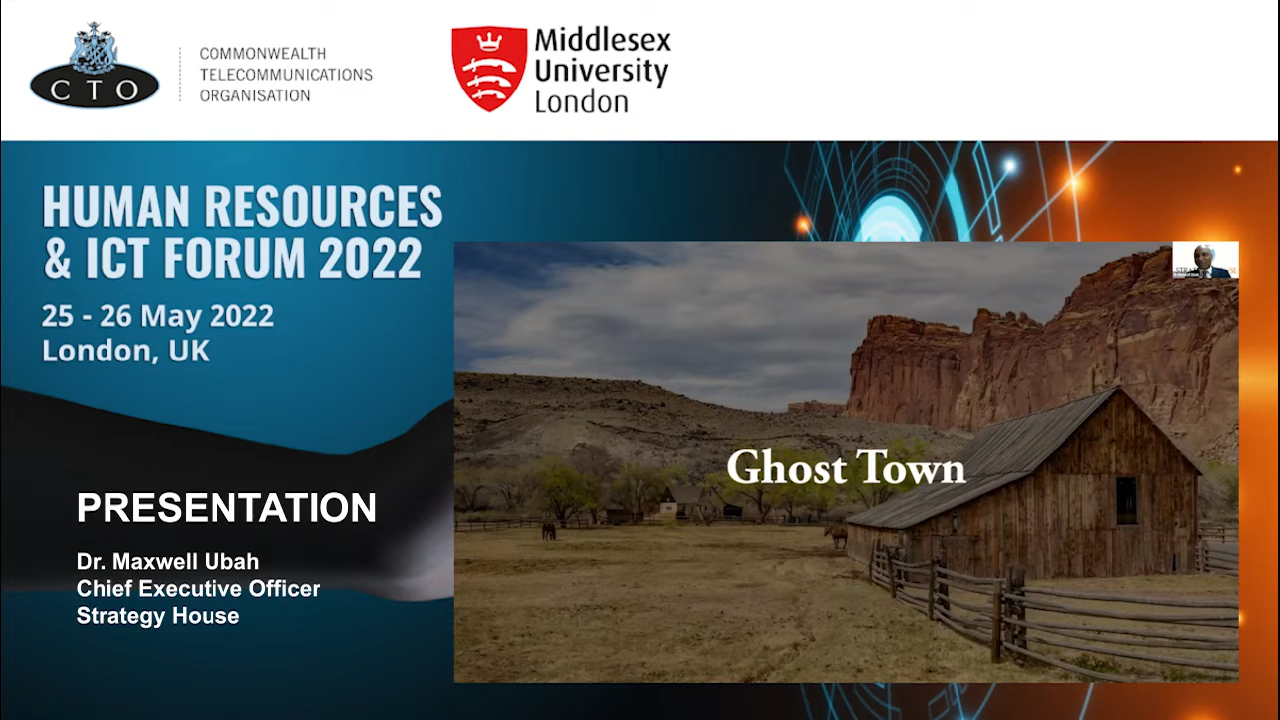 CTO
COMMONWEALTH
TELECOMMUNICATIONS
ORGANISATION
Middlesex
University
London
HUMAN RESOURCES
& ICT FORUM 2022
25 - 26 May 2022
London, UK
Ghost Town
PRESENTATION
Dr. Maxwell Ubah
Chief Executive Officer
Strategy House